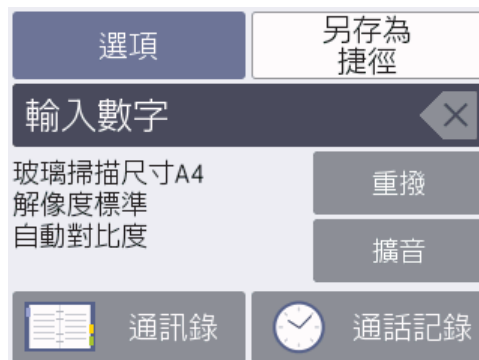 選項
另存為
捷徑
輸入數字
玻璃掃描尺寸A4
解像度標準
自動對比度
重撥
擴音
通訊錄
通話記錄